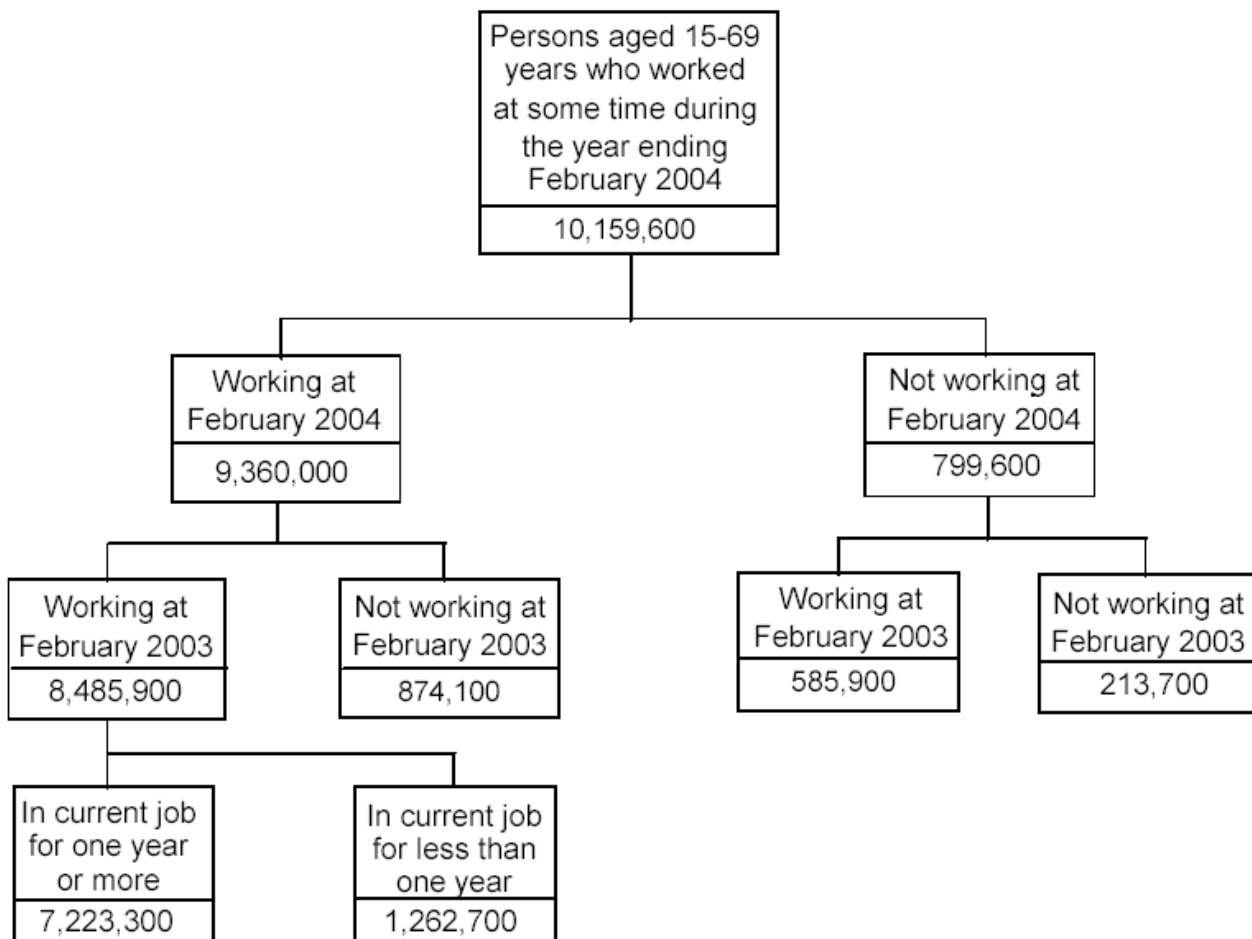 Persons aged 15-69
years who worked
at some time during
the year ending
February 2004
10,159,600
Working at
February 2004
9,360,000
Not working at
February 2004
799,600
Working at
February 2003
8,485,900
Not working at
February 2003
874,100
Working at
February 2003
585,900
Not working at
February 2003
213,700
In current job
for one year
or more
7,223,300
In current job
for less than
one year
1,262,700